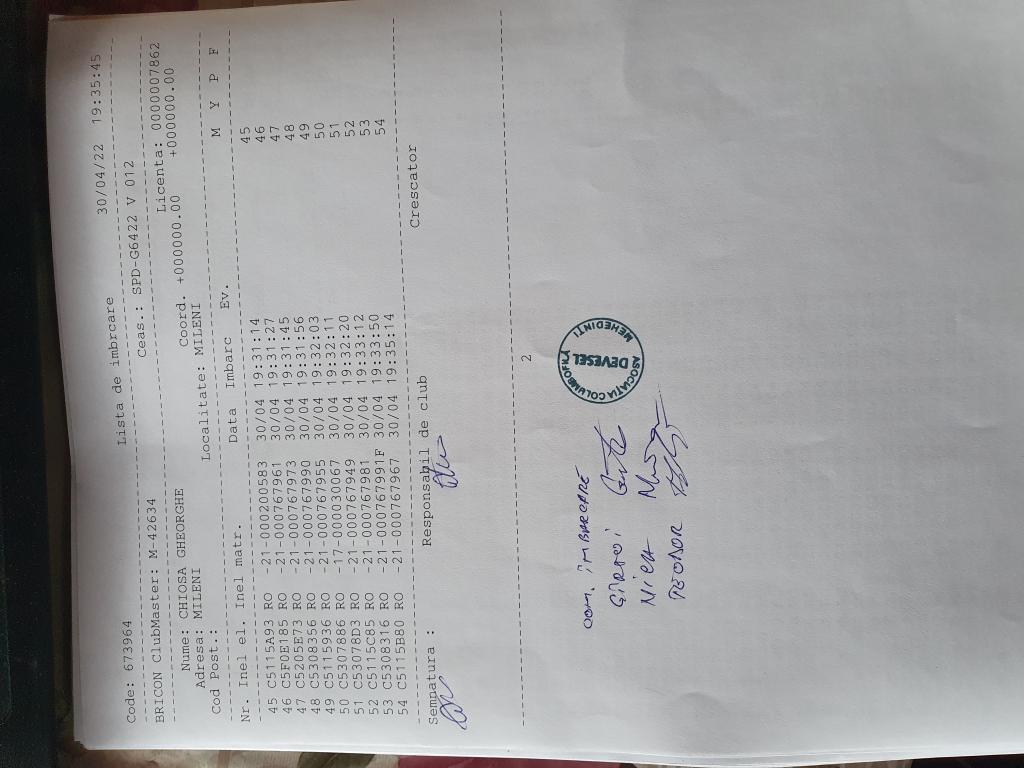 Code: 673964 Lista de imbrcare 30/04/22 19:35:45
BRICON ClubMaster: M-42634 Ceas.: SPD-G6422 V 012
Nume: CHIOSA GHEORGHE Licenta: 0000007862
Adresa: MILENI Coord. +000000.00 +000000.00
Cod Post.: Localitate: MILENI
Nr. Inel el. Inel matr. Data Imbarc Ev. M Y P F
45 C5115A93 RO -21-000200583 30/04 19:31:14 45
46 C5F0E185 RO -21-000767961 30/04 19:31:27 46
47 C5205E73 RO -21-000767973 30/04 19:31:45 47
48 C5308356 RO -21-000767990 30/04 19:31:56 48
49 C5115936 RO -21-000767955 30/04 19:32:03 49
50 C5307886 RO -17-000030067 30/04 19:32:11 50
51 C53078D3 RO -21-000767949 30/04 19:32:20 51
52 C5115C85 RO -21-000767981 30/04 19:33:12 52
53 C5308316 RO -21-000767991F 30/04 19:33:50 53
54 C5115B80 RO -21-000767967 30/04 19:35:14 54
Semnatura : Responsabil de club Crescator
2
ASOCIATIA COLUMBOFILA
DEVESEL
MEHEDINTI
COM. IMBARCARE
NICA
TEODOR